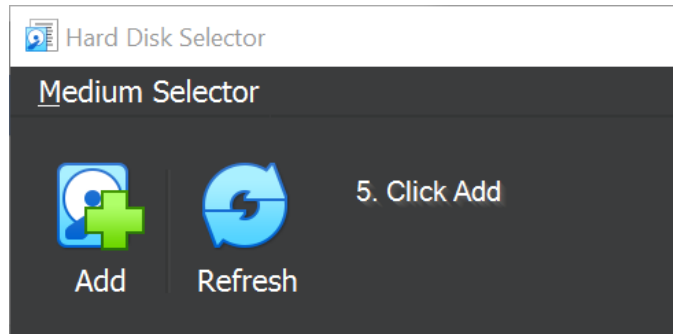 Hard Disk Selector
Medium Selector
5. Click Add
Add
Refresh